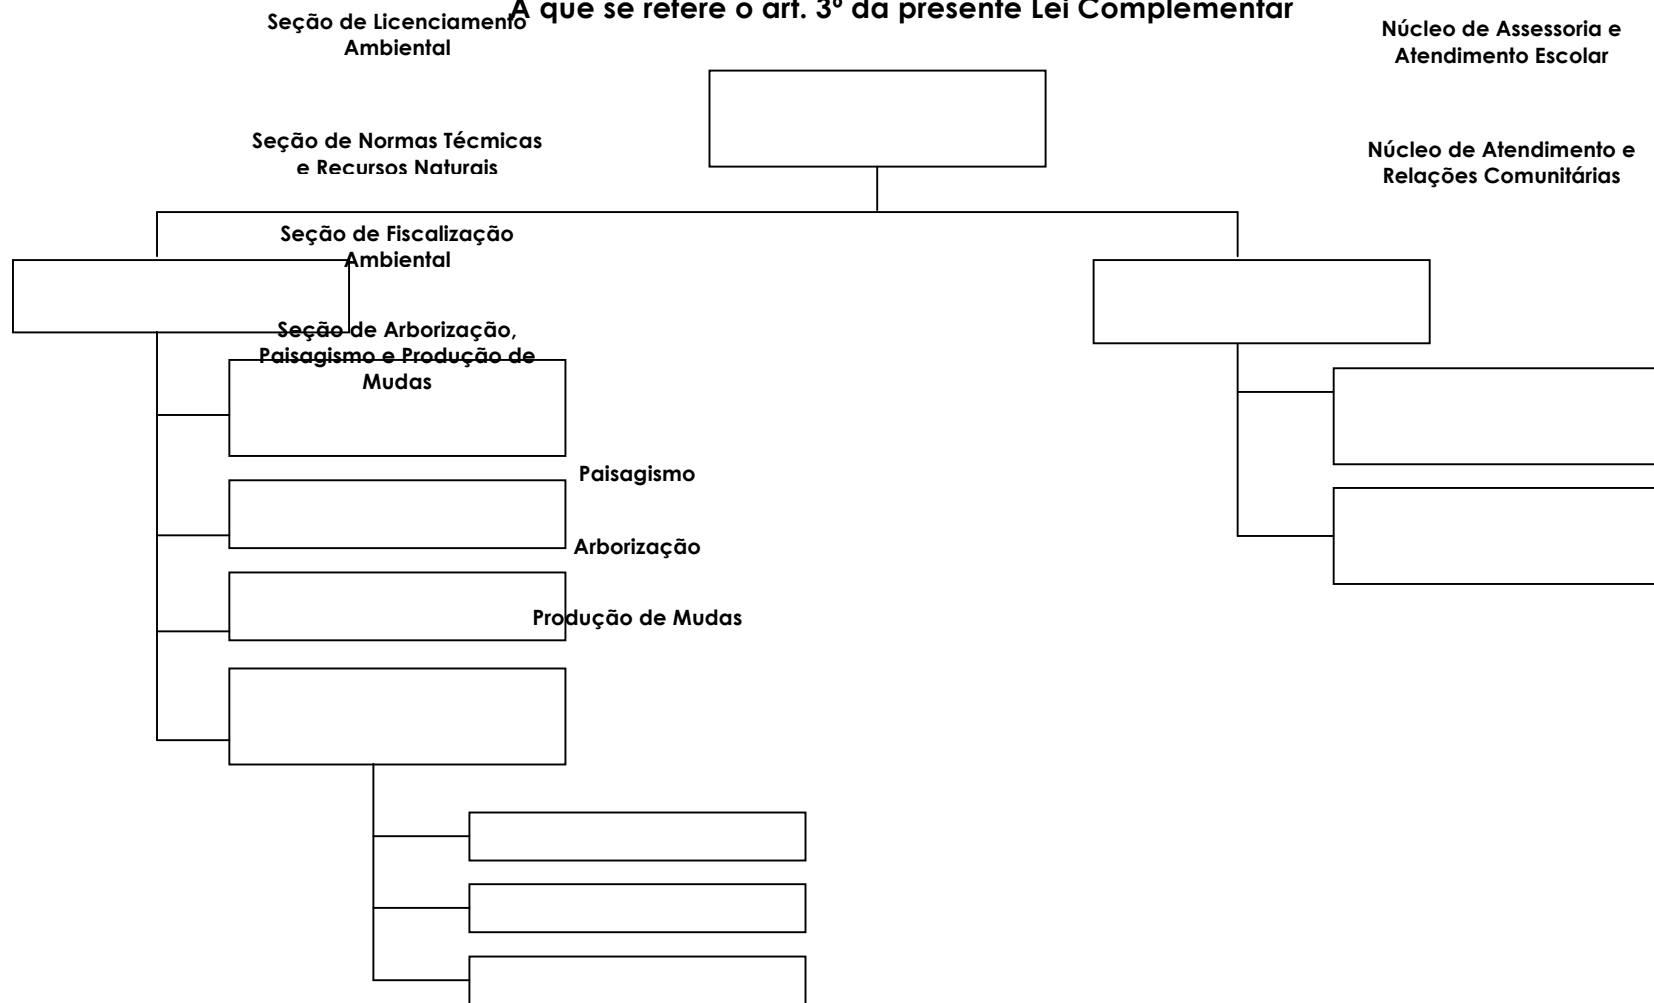 A que se refere o art. 3º da presente Lei Complementar
Seção de Licenciamento
Ambiental
Seção de Normas Técmicas
e Recursos Naturais
Seção de Fiscalização
Ambiental
Seção de Arborização,
Paisagismo e Produção de
Mudas
Paisagismo
Arborização
Produção de Mudas
Núcleo de Assessoria e
Atendimento Escolar
Núcleo de Atendimento e
Relações Comunitárias